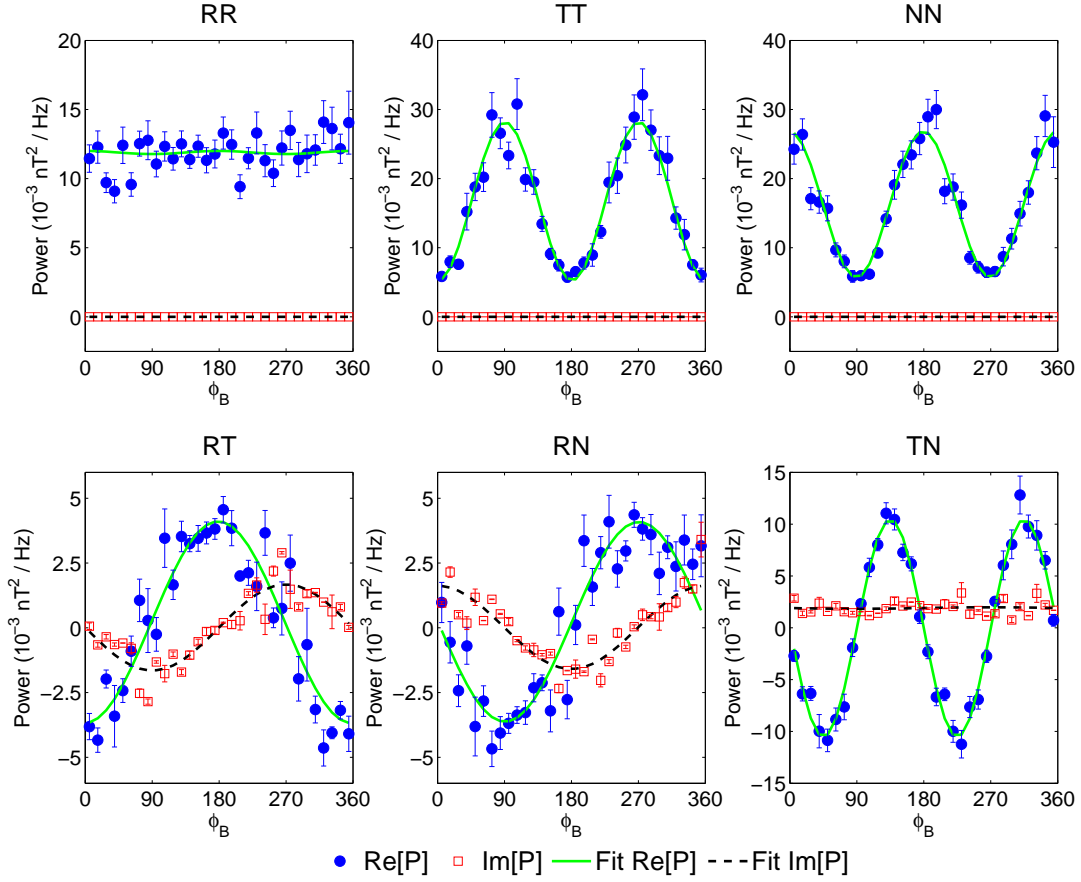 RR
TT
NN
20
15
10
5
0
Power (10⁻³ nT² / Hz)
0 90 180 270 360
ϕB
40
30
20
10
0
Power (10⁻³ nT² / Hz)
0 90 180 270 360
ϕB
40
30
20
10
0
Power (10⁻³ nT² / Hz)
0 90 180 270 360
ϕB
RT
RN
TN
5
2.5
0
−2.5
−5
Power (10⁻³ nT² / Hz)
0 90 180 270 360
ϕB
5
2.5
0
−2.5
−5
Power (10⁻³ nT² / Hz)
0 90 180 270 360
ϕB
15
10
5
0
−5
−10
−15
Power (10⁻³ nT² / Hz)
0 90 180 270 360
ϕB
Re[P] Im[P] Fit Re[P] Fit Im[P]